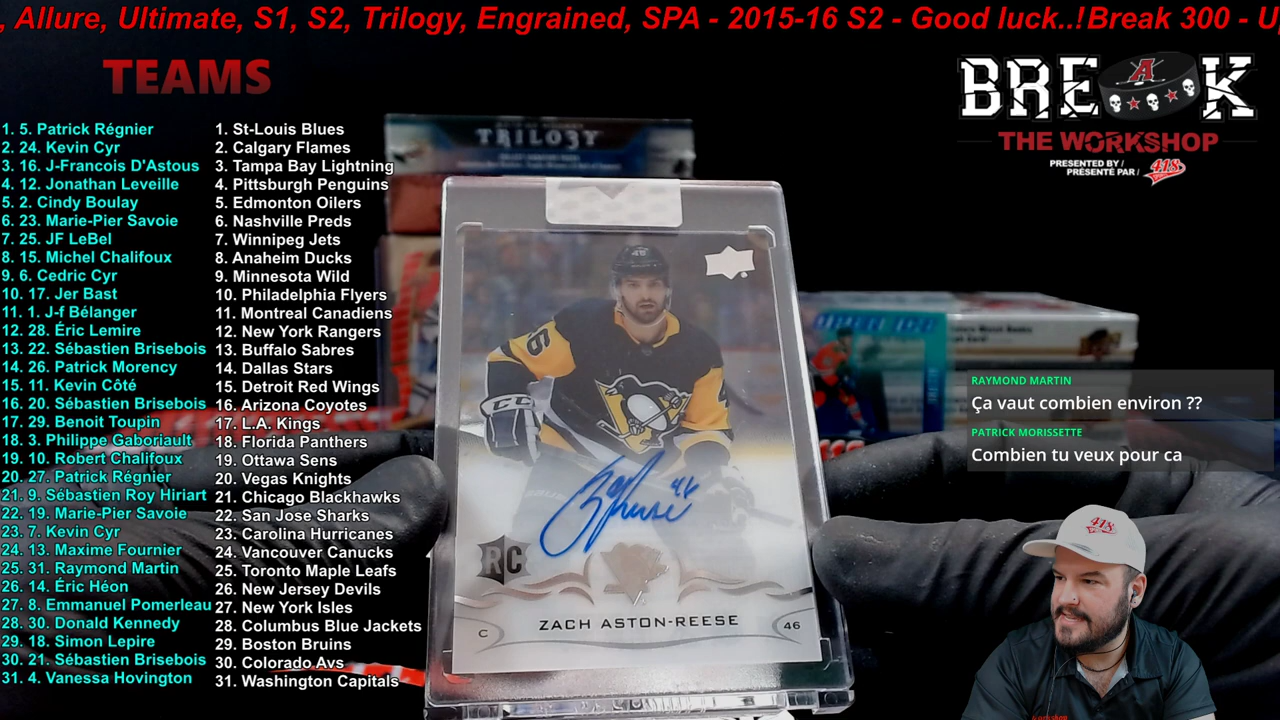 , Allure, Ultimate, S1, S2, Trilogy, Engrained, SPA - 2015-16 S2 - Good luck..!Break 300 - U
TEAMS
BREAK
THE WORKSHOP
PRESENTED BY /
PRÉSENTÉ PAR /
418
1. 5. Patrick Régnier
2. 24. Kevin Cyr
3. 16. J-Francois D'Astous
4. 12. Jonathan Leveille
5. 2. Cindy Boulay
6. 23. Marie-Pier Savoie
7. 25. JF LeBel
8. 15. Michel Chalifoux
9. 6. Cedric Cyr
10. 17. Jer Bast
11. 1. J-f Bélanger
12. 28. Éric Lemire
13. 22. Sébastien Brisebois
14. 26. Patrick Morency
15. 11. Kevin Côté
16. 20. Sébastien Brisebois
17. 29. Benoit Toupin
18. 3. Philippe Gaboriault
19. 10. Robert Chalifoux
20. 27. Patrick Régnier
21. 9. Sébastien Roy Hiriart
22. 19. Marie-Pier Savoie
23. 7. Kevin Cyr
24. 13. Maxime Fournier
25. 31. Raymond Martin
26. 14. Éric Héon
27. 8. Emmanuel Pomerleau
28. 30. Donald Kennedy
29. 18. Simon Lepire
30. 21. Sébastien Brisebois
31. 4. Vanessa Hovington
1. St-Louis Blues
2. Calgary Flames
3. Tampa Bay Lightning
4. Pittsburgh Penguins
5. Edmonton Oilers
6. Nashville Preds
7. Winnipeg Jets
8. Anaheim Ducks
9. Minnesota Wild
10. Philadelphia Flyers
11. Montreal Canadiens
12. New York Rangers
13. Buffalo Sabres
14. Dallas Stars
15. Detroit Red Wings
16. Arizona Coyotes
17. L.A. Kings
18. Florida Panthers
19. Ottawa Sens
20. Vegas Knights
21. Chicago Blackhawks
22. San Jose Sharks
23. Carolina Hurricanes
24. Vancouver Canucks
25. Toronto Maple Leafs
26. New Jersey Devils
27. New York Isles
28. Columbus Blue Jackets
29. Boston Bruins
30. Colorado Avs
31. Washington Capitals
TRILOGY
46
CCM
46
RC
C
ZACH ASTON-REESE
46
RAYMOND MARTIN
Ça vaut combien environ ??
PATRICK MORISSETTE
Combien tu veux pour ca
418